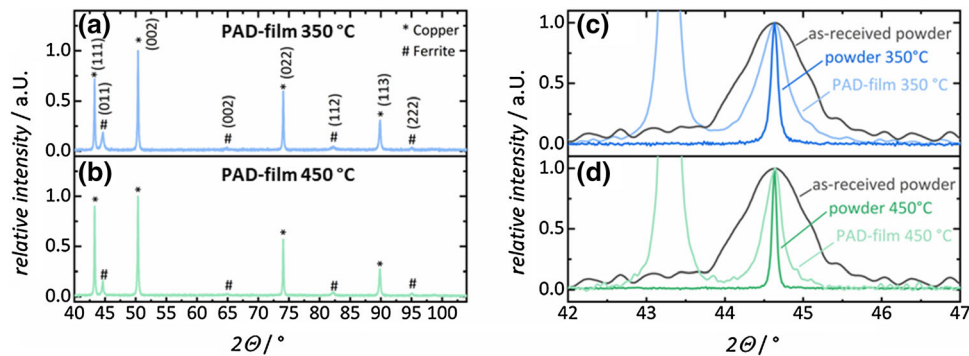 (a)
PAD-film 350 °C
* Copper
# Ferrite
(111)
(011)
(002)
(002)
(022)
(112)
(113)
(222)
* # * # * # * #
1.0
0.5
0.0
relative intensity / a.U.
(b)
PAD-film 450 °C
* # * # * # * #
1.0
0.5
0.0
relative intensity / a.U.
40 45 50 55 60 65 70 75 80 85 90 95 100
2Θ / °
(c)
as-received powder
powder 350°C
PAD-film 350 °C
1.0
0.5
0.0
relative intensity / a.U.
(d)
as-received powder
powder 450°C
PAD-film 450 °C
1.0
0.5
0.0
relative intensity / a.U.
42 43 44 45 46 47
2Θ / °